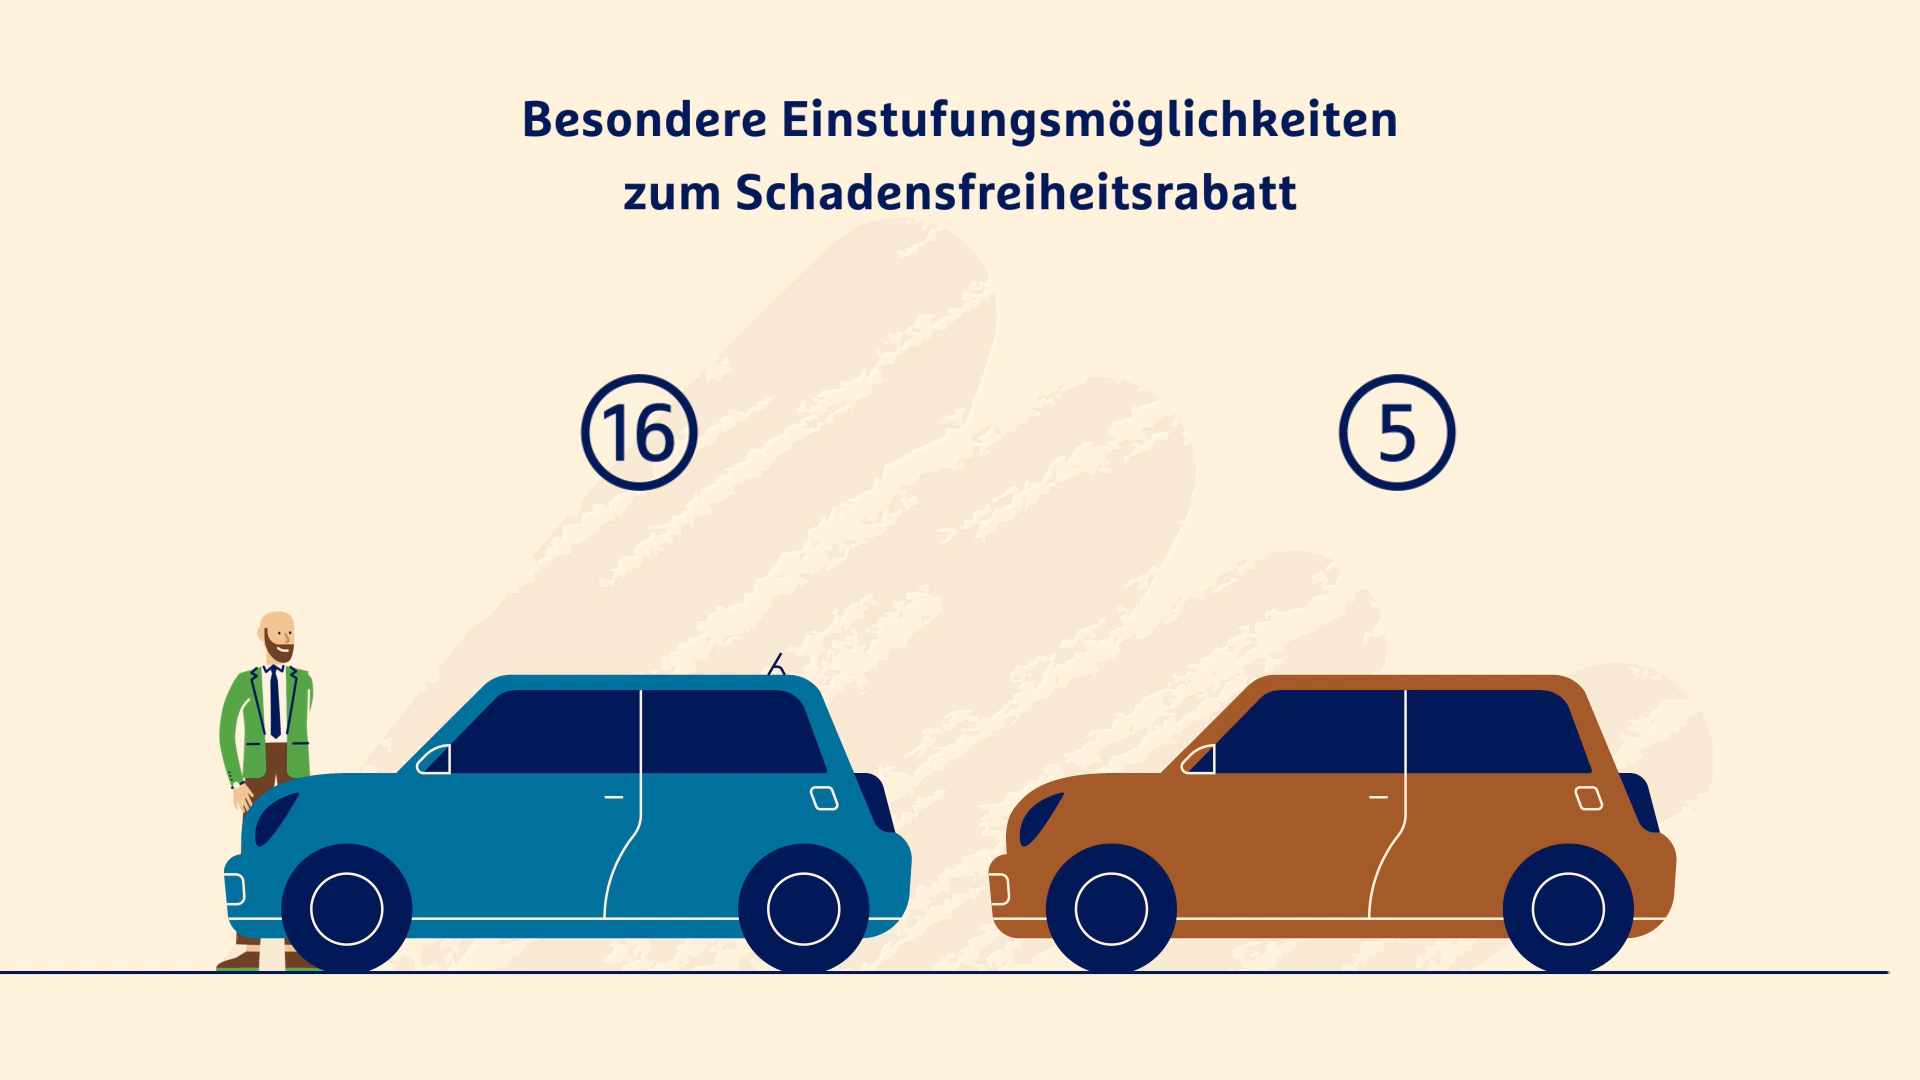 Besondere Einstufungsmöglichkeiten
zum Schadensfreiheitsrabatt
16
5